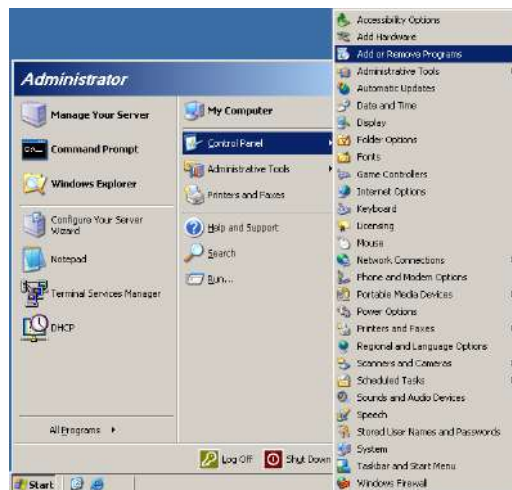 Administrator
Manage Your Server
Command Prompt
Windows Explorer
Configure Your Server
Wizard
Notepad
Terminal Services Manager
DHCP
All Programs
My Computer
Control Panel
Administrative Tools
Printers and Faxes
Help and Support
Search
Run...
Log Off
Shut Down
Start
Accessibility Options
Add Hardware
Add or Remove Programs
Administrative Tools
Automatic Updates
Date and Time
Display
Folder Options
Fonts
Game Controllers
Internet Options
Keyboard
Licensing
Mouse
Network Connections
Phone and Modem Options
Portable Media Devices
Power Options
Printers and Faxes
Regional and Language Options
Scanners and Cameras
Scheduled Tasks
Sounds and Audio Devices
Speech
Stored User Names and Passwords
System
Taskbar and Start Menu
Windows Firewall